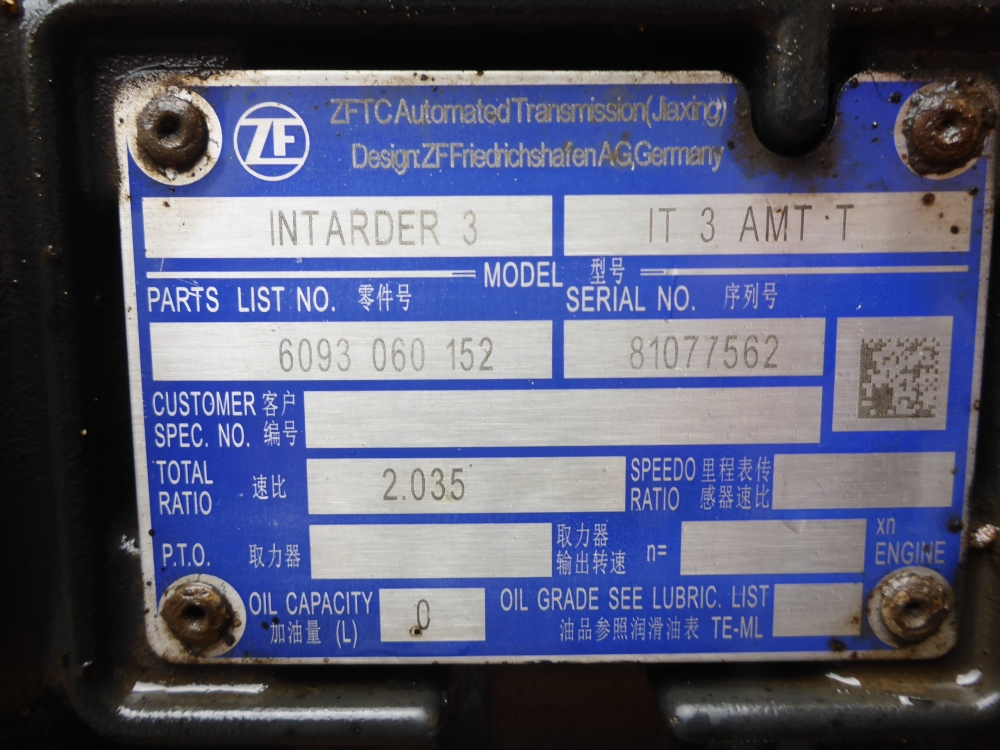 ZF
ZFTC Automated Transmission(Jiaxing)
Design:ZF Friedrichshafen AG,Germany
INTARDER 3 IT 3 AMT T
MODEL 型号
PARTS LIST NO. 零件号 SERIAL NO. 序列号
6093 060 152 81077562
CUSTOMER 客户
SPEC. NO. 编号
TOTAL RATIO 速比 2.035 SPEEDO RATIO 里程表传感器速比
P.T.O. 取力器 取力器输出转速 n= xn ENGINE
OIL CAPACITY 加油量 (L) 0 OIL GRADE SEE LUBRIC. LIST
油品参照润滑油表 TE-ML